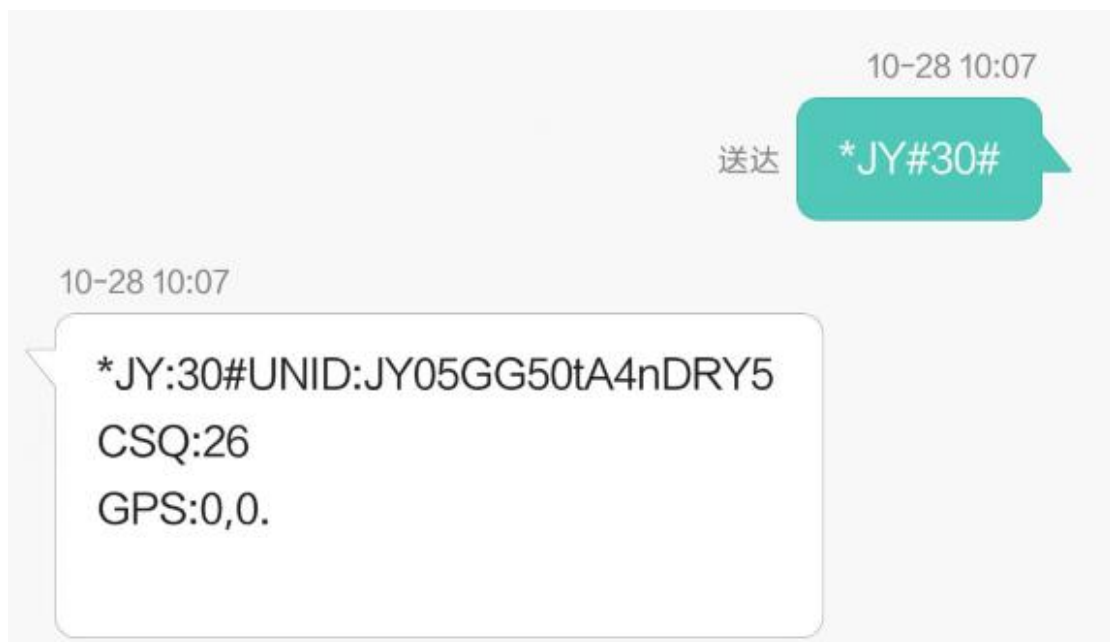 10-28 10:07
送达 *JY#30#
10-28 10:07
*JY:30#UNID:JY05GG50tA4nDRY5
CSQ:26
GPS:0,0.